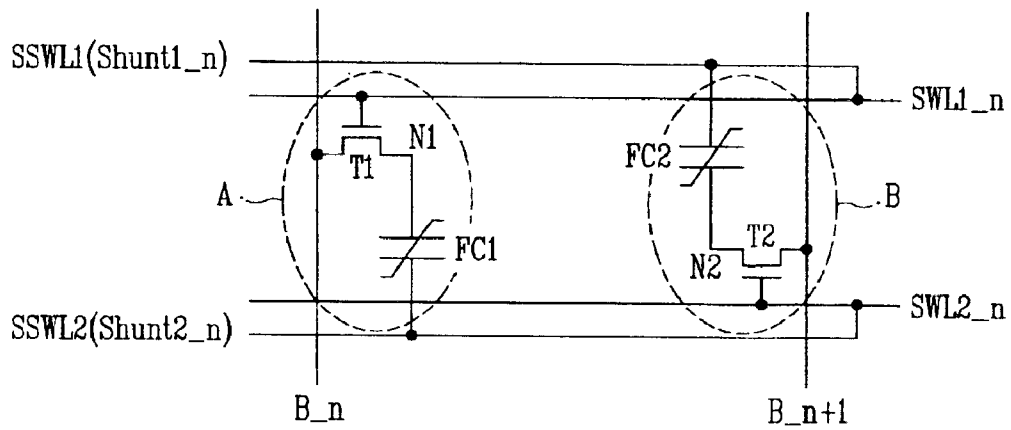 SSWL1(Shunt1_n)
SWL1_n
N1
T1
FC2
A
B
FC1
T2
N2
SWL2_n
SSWL2(Shunt2_n)
B_n
B_n+1